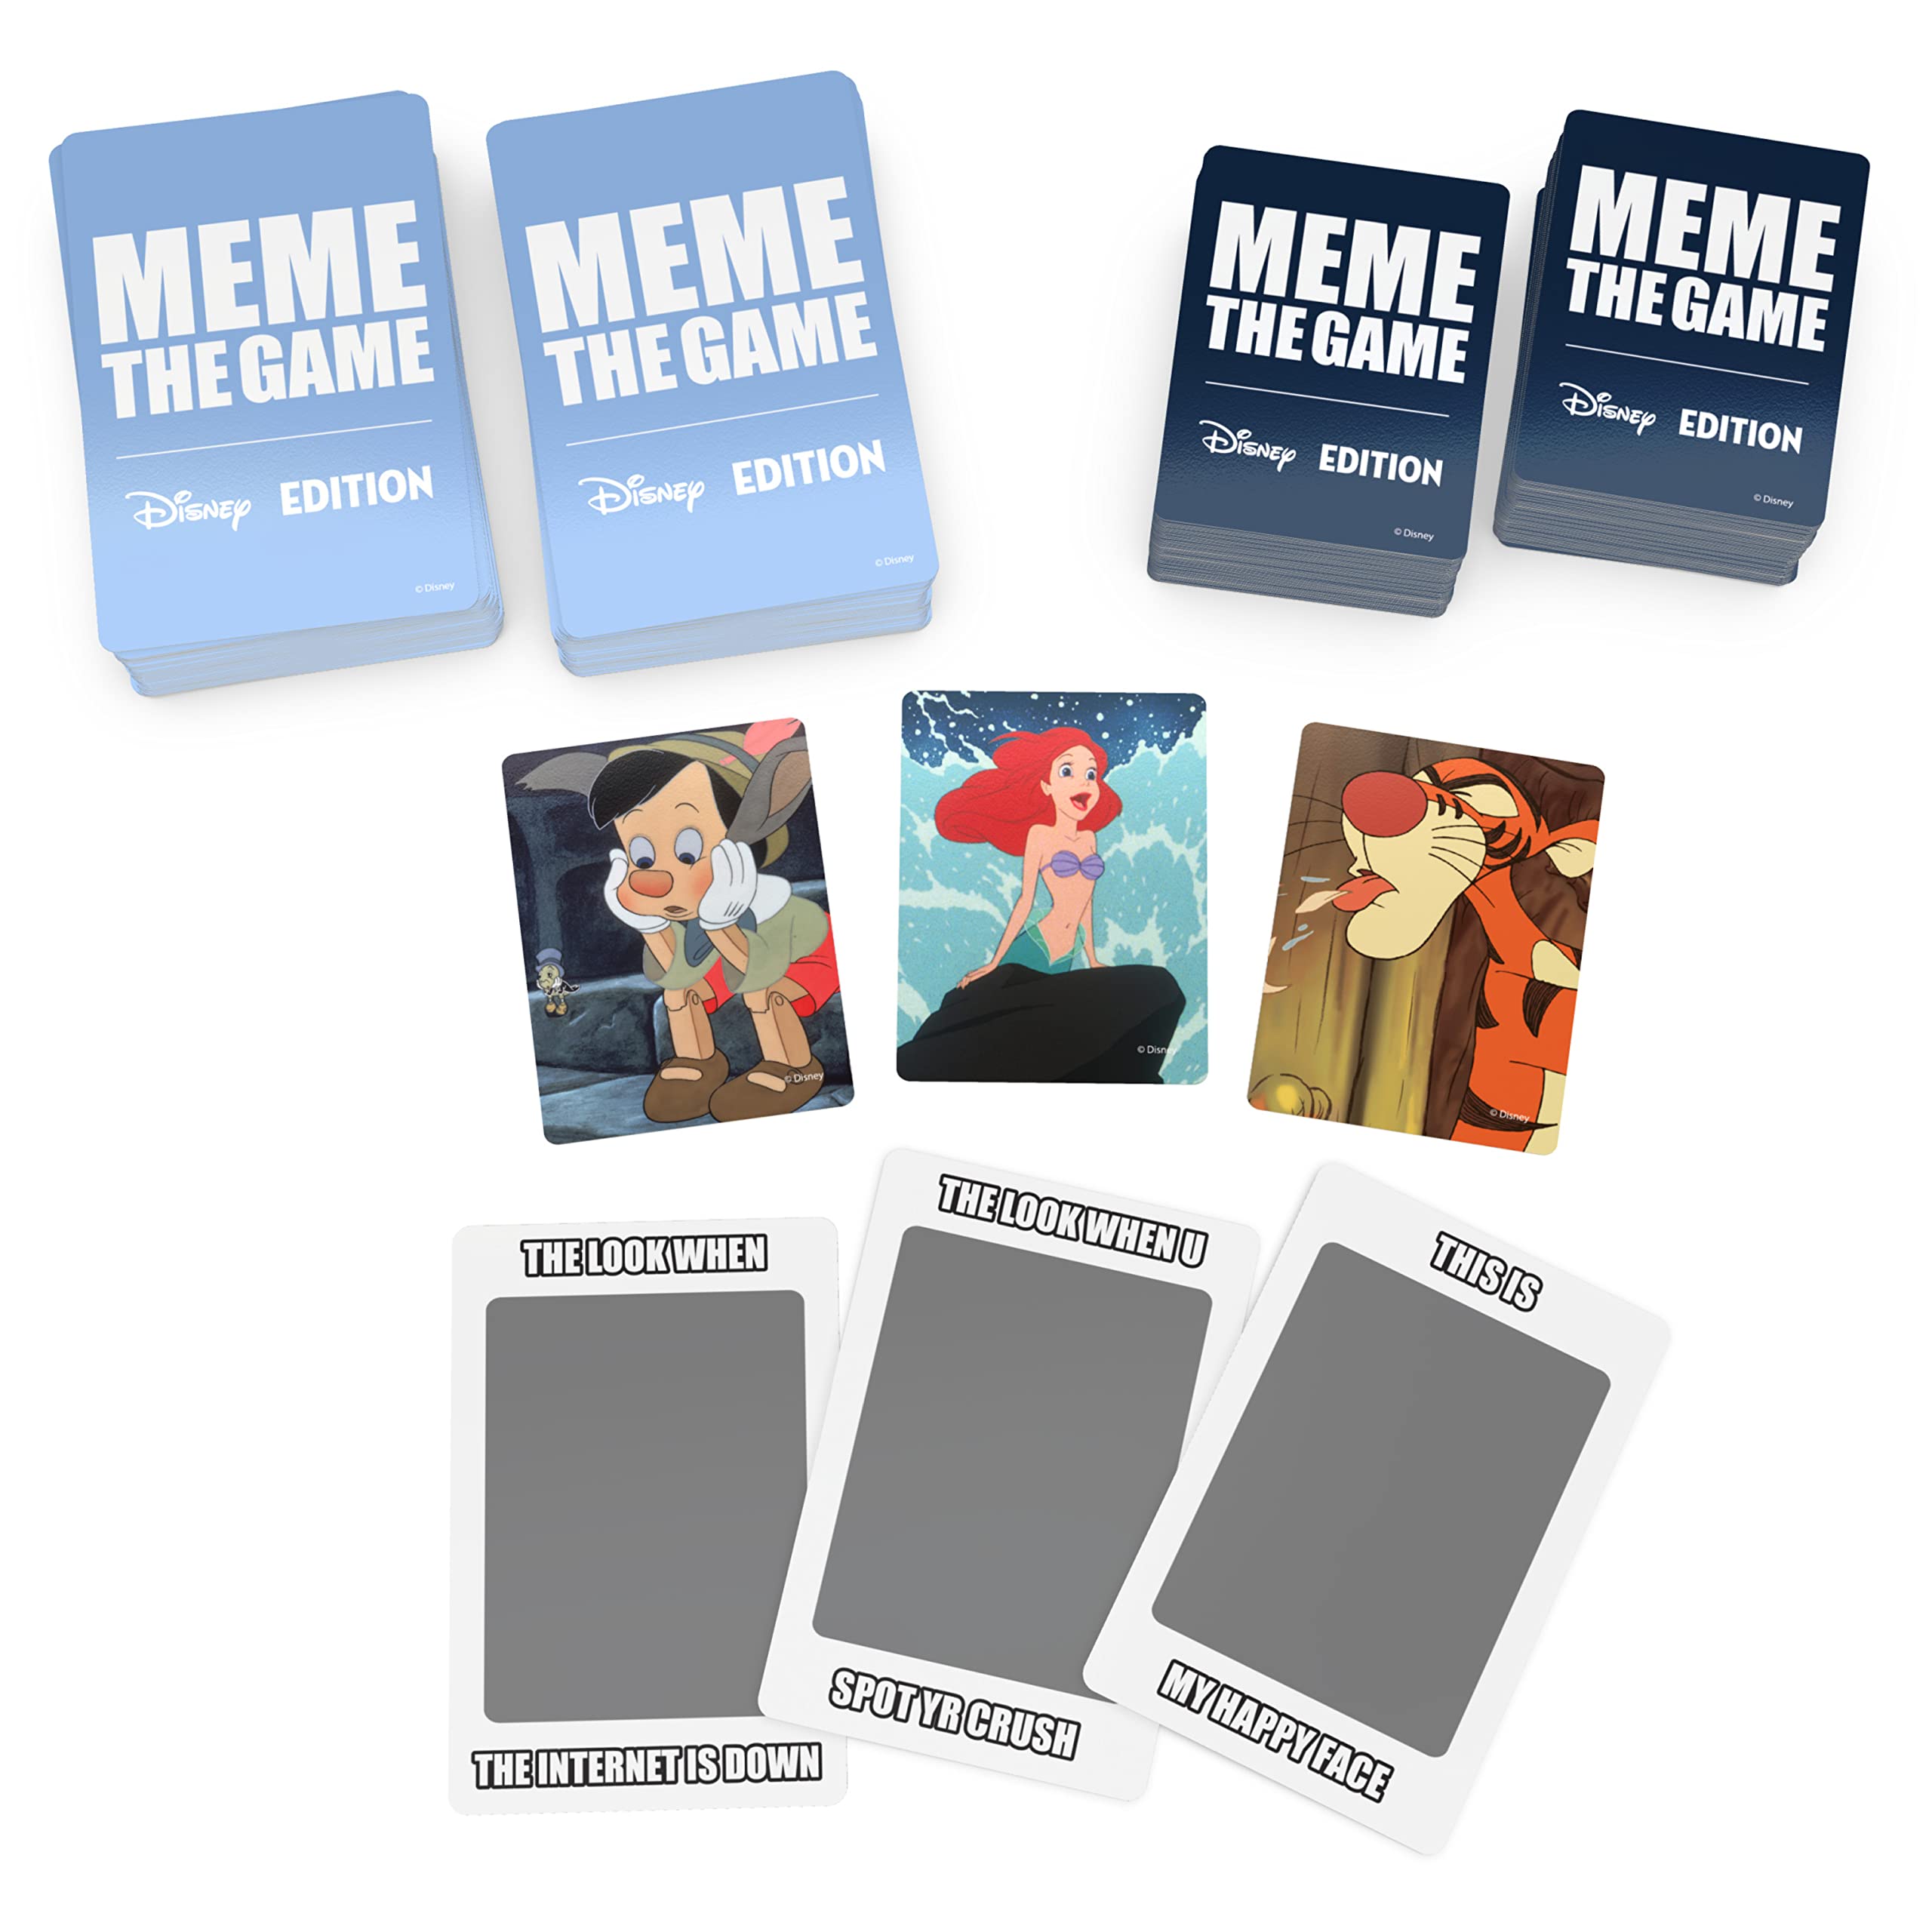 MEME
THE GAME
Disney EDITION
© Disney
MEME
THE GAME
Disney EDITION
© Disney
MEME
THE GAME
Disney EDITION
© Disney
MEME
THE GAME
Disney EDITION
© Disney
© Disney
© Disney
© Disney
THE LOOK WHEN
THE INTERNET IS DOWN
THE LOOK WHEN U
SPOT YR CRUSH
THIS IS
MY HAPPY FACE